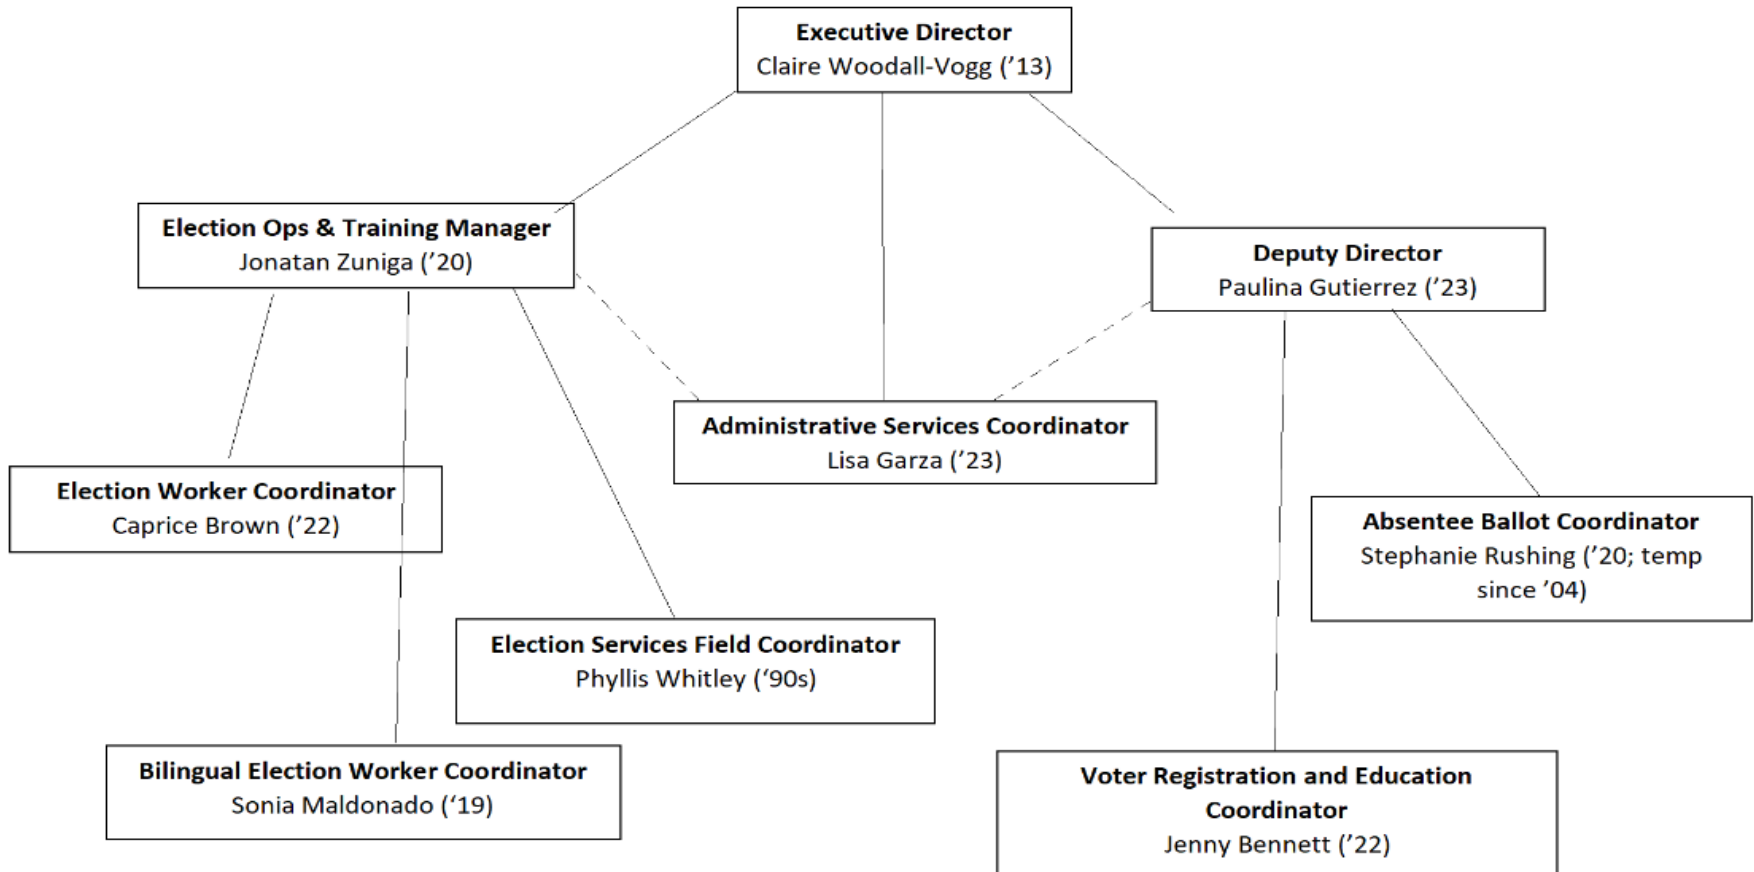 Executive Director
Claire Woodall-Vogg (’13)
Election Ops & Training Manager
Jonatan Zuniga (’20)
Deputy Director
Paulina Gutierrez (’23)
Administrative Services Coordinator
Lisa Garza (’23)
Election Worker Coordinator
Caprice Brown (’22)
Absentee Ballot Coordinator
Stephanie Rushing (’20; temp
since ’04)
Election Services Field Coordinator
Phyllis Whitley (‘90s)
Bilingual Election Worker Coordinator
Sonia Maldonado (‘19)
Voter Registration and Education
Coordinator
Jenny Bennett (’22)